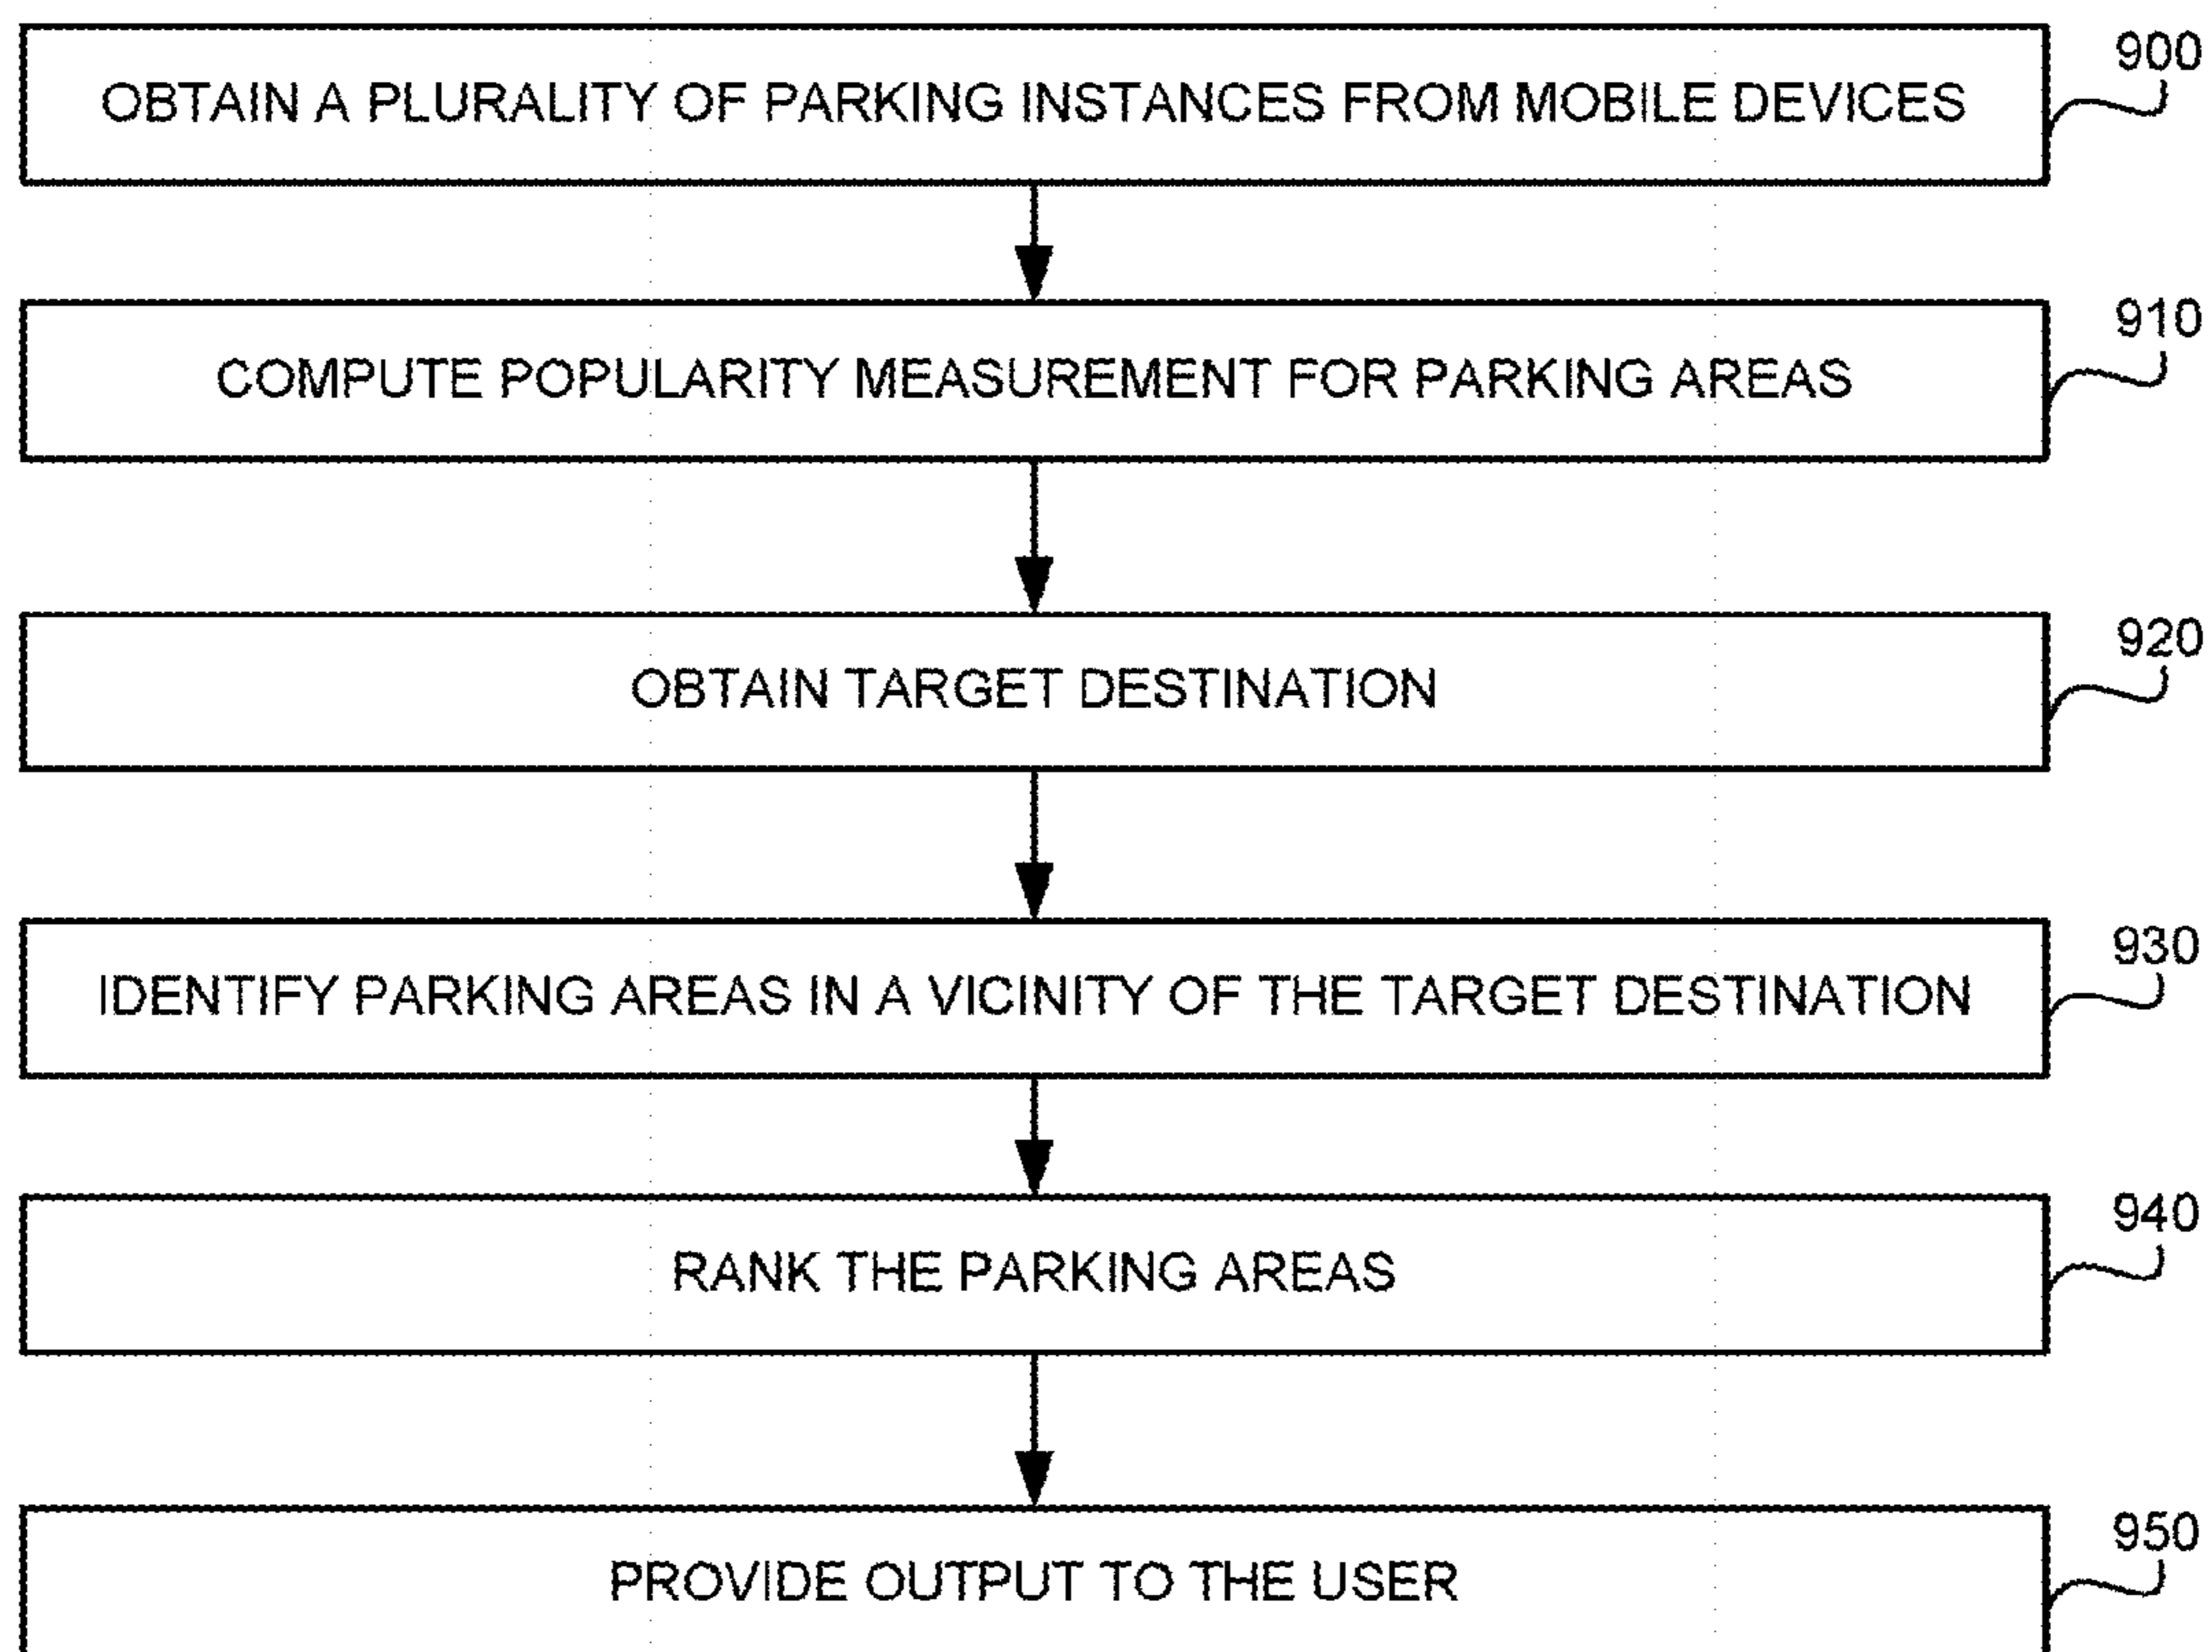 900
OBTAIN A PLURALITY OF PARKING INSTANCES FROM MOBILE DEVICES
910
COMPUTE POPULARITY MEASUREMENT FOR PARKING AREAS
920
OBTAIN TARGET DESTINATION
930
IDENTIFY PARKING AREAS IN A VICINITY OF THE TARGET DESTINATION
940
RANK THE PARKING AREAS
950
PROVIDE OUTPUT TO THE USER